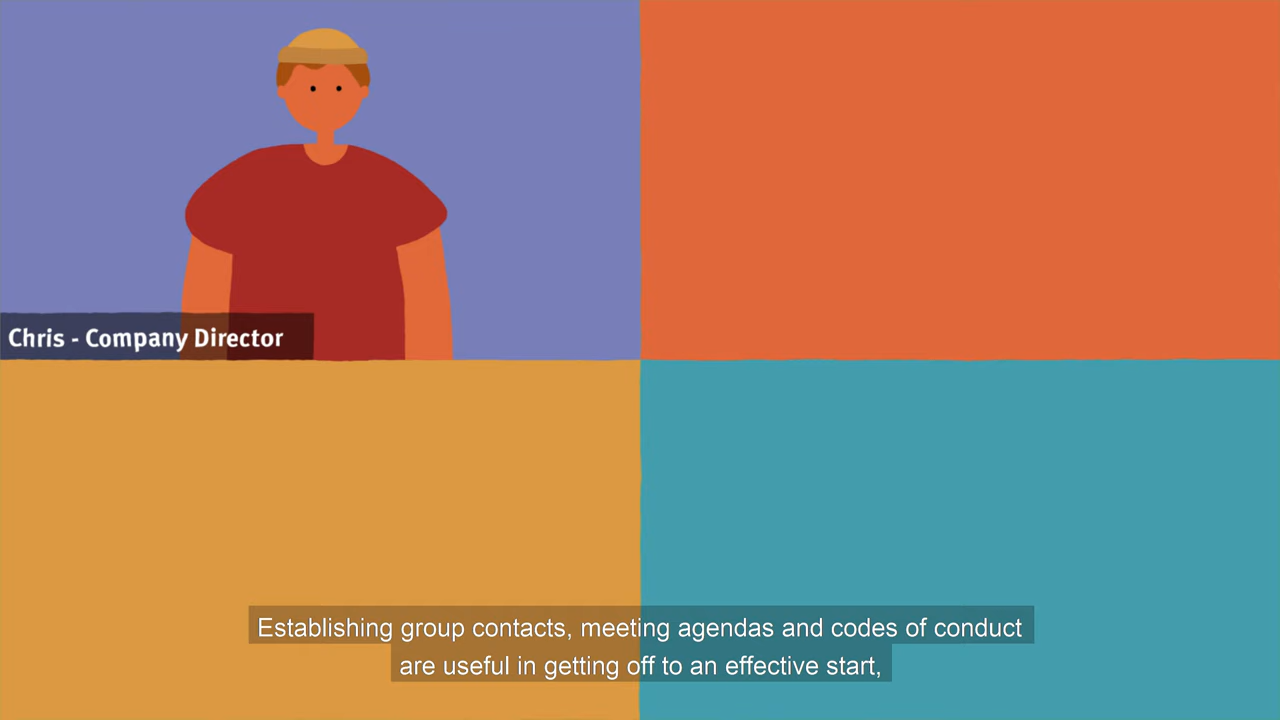 Chris - Company Director
Establishing group contacts, meeting agendas and codes of conduct
are useful in getting off to an effective start,